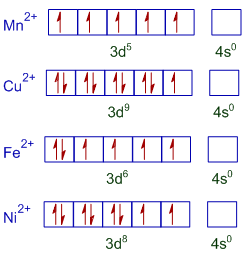 Mn²⁺
3d⁵ 4s⁰
Cu²⁺
3d⁹ 4s⁰
Fe²⁺
3d⁶ 4s⁰
Ni²⁺
3d⁸ 4s⁰